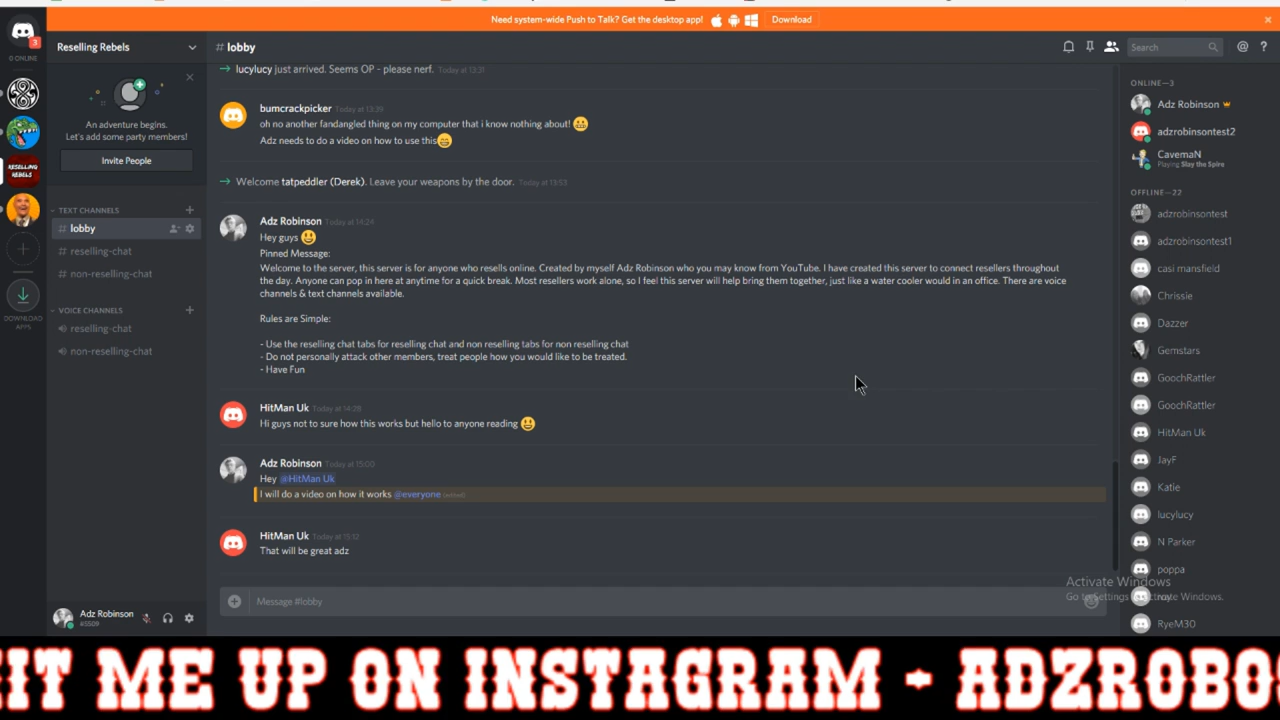 Need system-wide Push to Talk? Get the desktop app!
Download
3
0 ONLINE
Reselling Rebels
# lobby
Search
An adventure begins.
Let's add some party members!
Invite People
RESELLING
REBELS
DOWNLOAD
APPS
TEXT CHANNELS
# lobby
# reselling-chat
# non-reselling-chat
VOICE CHANNELS
reselling-chat
non-reselling-chat
Adz Robinson
#5509
lucylucy just arrived. Seems OP - please nerf. Today at 13:31
bumcrackpicker Today at 13:39
oh no another fandangled thing on my computer that i know nothing about! 😬
Adz needs to do a video on how to use this😄
Welcome tatpeddler (Derek). Leave your weapons by the door. Today at 13:53
Adz Robinson Today at 14:24
Hey guys 😃
Pinned Message:
Welcome to the server, this server is for anyone who resells online. Created by myself Adz Robinson who you may know from YouTube. I have created this server to connect resellers throughout
the day. Anyone can pop in here at anytime for a quick break. Most resellers work alone, so I feel this server will help bring them together, just like a water cooler would in an office. There are voice
channels & text channels available.
Rules are Simple:
- Use the reselling chat tabs for reselling chat and non reselling tabs for non reselling chat
- Do not personally attack other members, treat people how you would like to be treated.
- Have Fun
HitMan Uk Today at 14:28
Hi guys not to sure how this works but hello to anyone reading 😃
Adz Robinson Today at 15:00
Hey @HitMan Uk
I will do a video on how it works @everyone (edited)
HitMan Uk Today at 15:12
That will be great adz
Message #lobby
ONLINE—3
Adz Robinson
adzrobinsontest2
CavemaN
Playing Slay the Spire
OFFLINE—22
adzrobinsontest
adzrobinsontest1
casi mansfield
Chrissie
Dazzer
Gemstars
GoochRattler
GoochRattler
HitMan Uk
JayF
Katie
lucylucy
N Parker
poppa
RyeM30
Activate Windows
Go to Settings to activate Windows.
HIT ME UP ON INSTAGRAM - ADZROBO